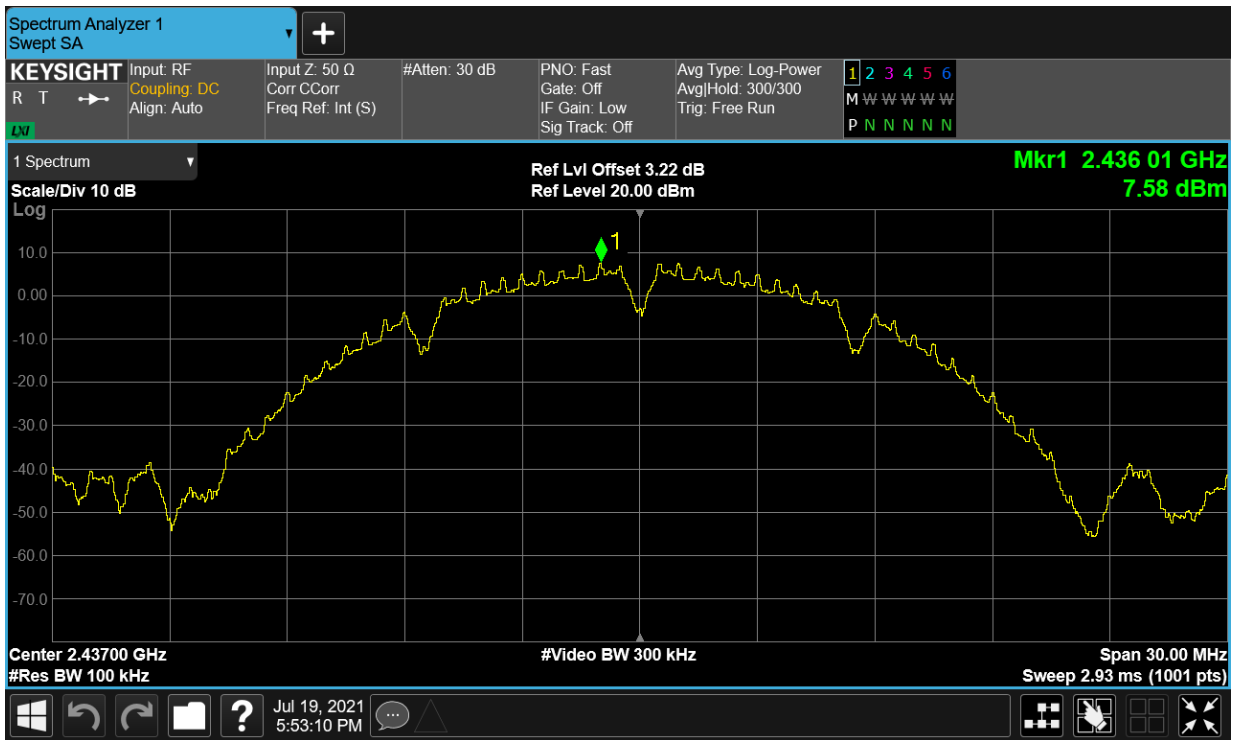 Spectrum Analyzer 1
Swept SA
+
KEYSIGHT
R T
LXI
Input: RF
Coupling: DC
Align: Auto
Input Z: 50 Ω
Corr CCorr
Freq Ref: Int (S)
#Atten: 30 dB
PNO: Fast
Gate: Off
IF Gain: Low
Sig Track: Off
Avg Type: Log-Power
Avg|Hold: 300/300
Trig: Free Run
1 2 3 4 5 6
M W W W W W
P N N N N N
1 Spectrum
Scale/Div 10 dB
Log
Ref Lvl Offset 3.22 dB
Ref Level 20.00 dBm
Mkr1 2.436 01 GHz
7.58 dBm
1
10.0
0.00
-10.0
-20.0
-30.0
-40.0
-50.0
-60.0
-70.0
Center 2.43700 GHz
#Res BW 100 kHz
#Video BW 300 kHz
Span 30.00 MHz
Sweep 2.93 ms (1001 pts)
?
Jul 19, 2021
5:53:10 PM